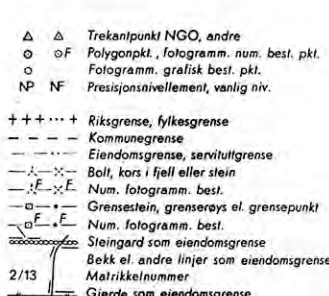 Trekantpunkt NGO, andre
F Polygonpkt., fotogramm. num. best. pkt.
Fotogramm. grafisk best. pkt.
NP NF Presisjonsnivellement, vanlig niv.
Riksgrense, fylkesgrense
Kommunegrense
Eiendomsgrense, servituttgrense
Bolt, kors i fjell eller stein
F F Num. fotogramm. best.
Grensestein, grenserøys el. grensepunkt
F F Num. fotogramm. best.
Steingard som eiendomsgrense
Bekk el. andre linjer som eiendomsgrense
2/13 Matrikkelnummer
Gjerde som eiendomsgrense